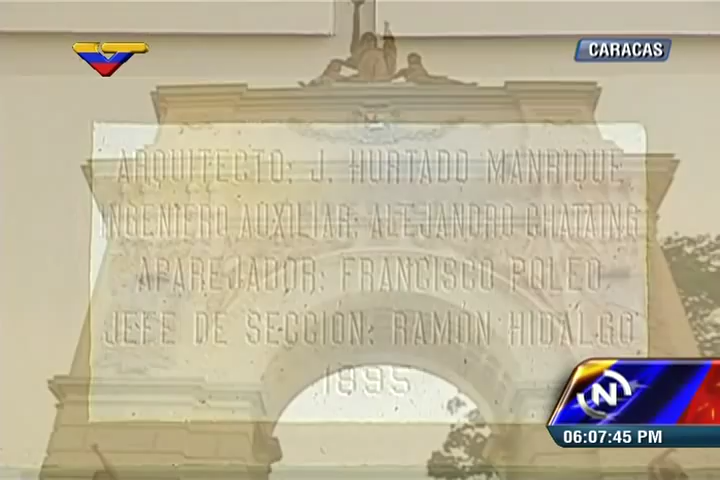 CARACAS
ARQUITECTO: J. HURTADO MANRIQUE
INGENIERO AUXILIAR: ALEJANDRO CHATAING
APAREJADOR: FRANCISCO POLEO
JEFE DE SECCION: RAMÓN HIDALGO
1895
N
06:07:45 PM